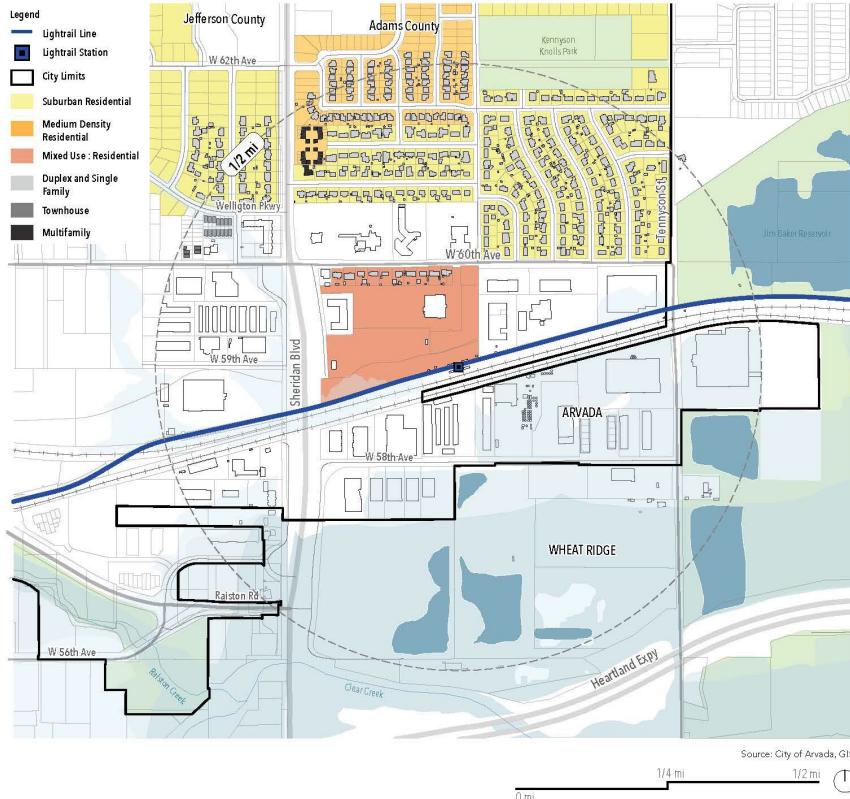 Legend
Lightrail Line
Lightrail Station
City Limits
Suburban Residential
Medium Density
Residential
Mixed Use : Residential
Duplex and Single
Family
Townhouse
Multifamily
Jefferson County
Adams County
Kennyson
Knolls Park
W 62th Ave
1/2 mi
Welligton Pkwy
W 60th Ave
Tennyson St
Jim Baker Reservoir
W 59th Ave
Sheridan Blvd
ARVADA
W 58th Ave
WHEAT RIDGE
Ralston Rd
W 56th Ave
Ralston Creek
Clear Creek
Heartland Expy
Source: City of Arvada, GIS
0 mi
1/4 mi
1/2 mi